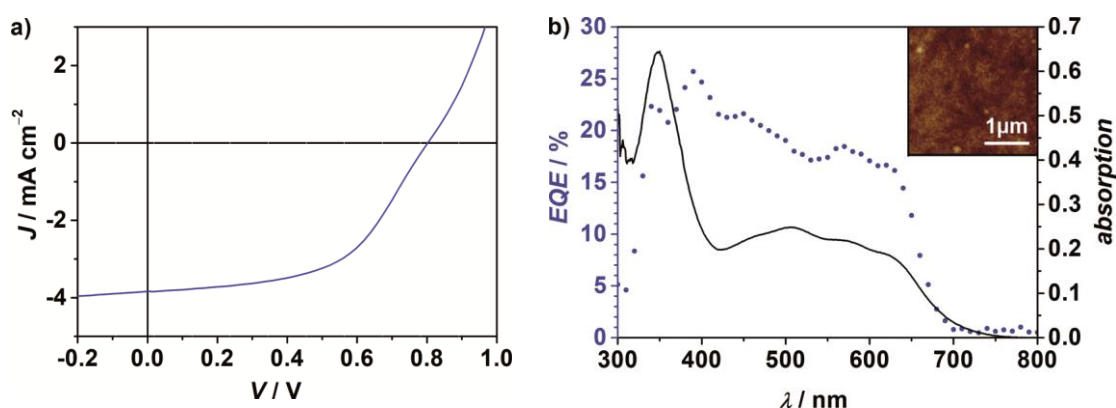 a)
J / mA cm⁻²
2
0
-2
-4
-0.2 0.0 0.2 0.4 0.6 0.8 1.0
V / V
b)
EQE / %
30
25
20
15
10
5
0
300 400 500 600 700 800
λ / nm
0.7
0.6
0.5
0.4
0.3
0.2
0.1
0.0
absorption
1µm